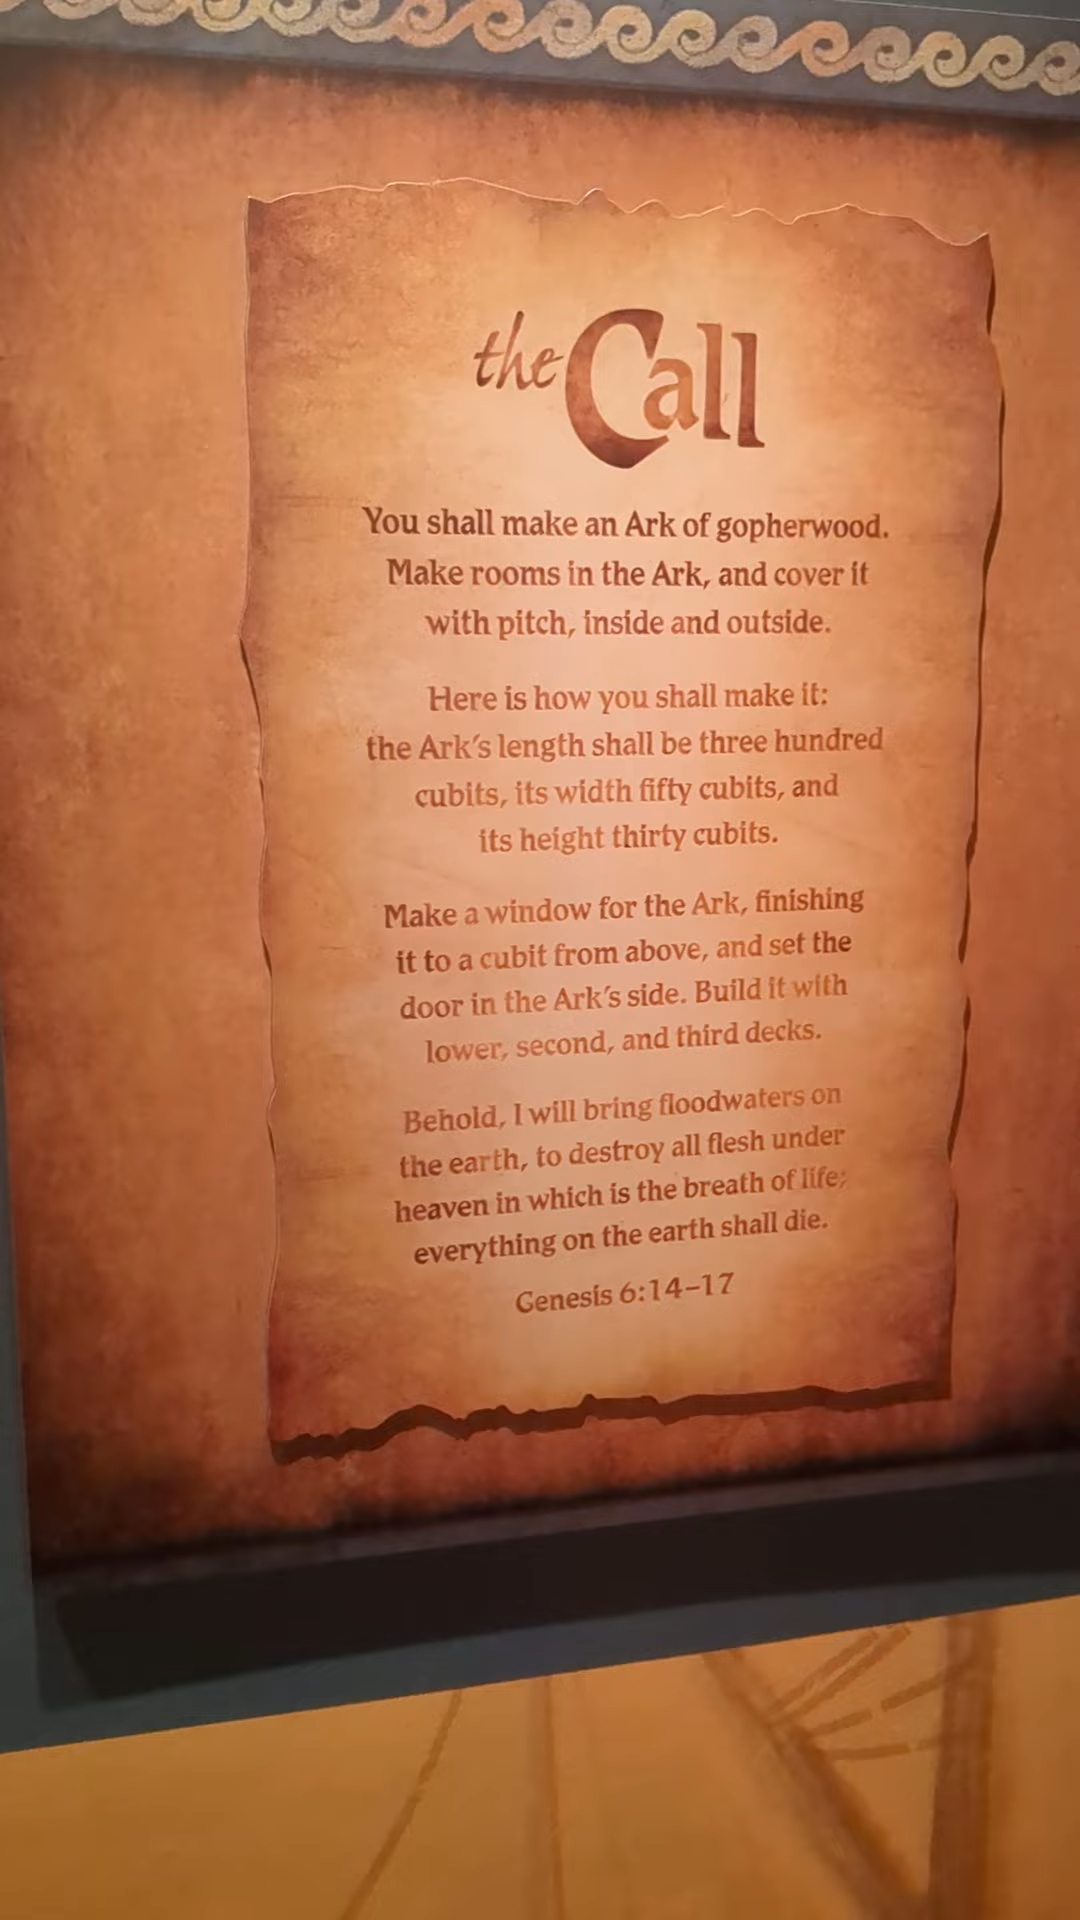 the Call
You shall make an Ark of gopherwood.
Make rooms in the Ark, and cover it
with pitch, inside and outside.
Here is how you shall make it:
the Ark's length shall be three hundred
cubits, its width fifty cubits, and
its height thirty cubits.
Make a window for the Ark, finishing
it to a cubit from above, and set the
door in the Ark's side. Build it with
lower, second, and third decks.
Behold, I will bring floodwaters on
the earth, to destroy all flesh under
heaven in which is the breath of life;
everything on the earth shall die.
Genesis 6:14–17